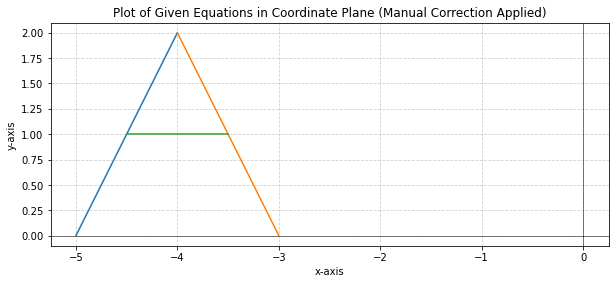 Plot of Given Equations in Coordinate Plane (Manual Correction Applied)
2.00
1.75
1.50
1.25
1.00
0.75
0.50
0.25
0.00
y-axis
−5 −4 −3 −2 −1 0
x-axis